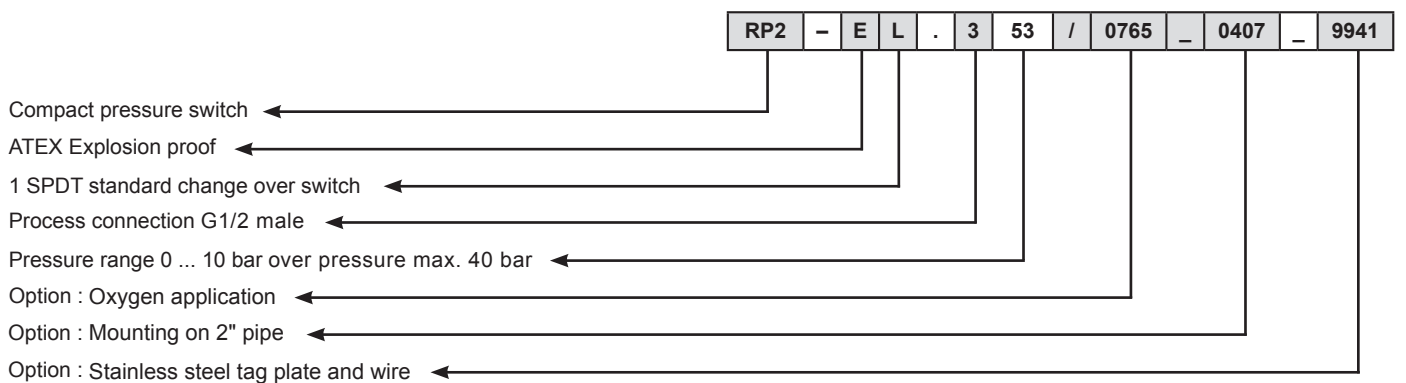 RP2 – E L . 3 53 / 0765 _ 0407 _ 9941
Compact pressure switch
ATEX Explosion proof
1 SPDT standard change over switch
Process connection G1/2 male
Pressure range 0 ... 10 bar over pressure max. 40 bar
Option : Oxygen application
Option : Mounting on 2" pipe
Option : Stainless steel tag plate and wire